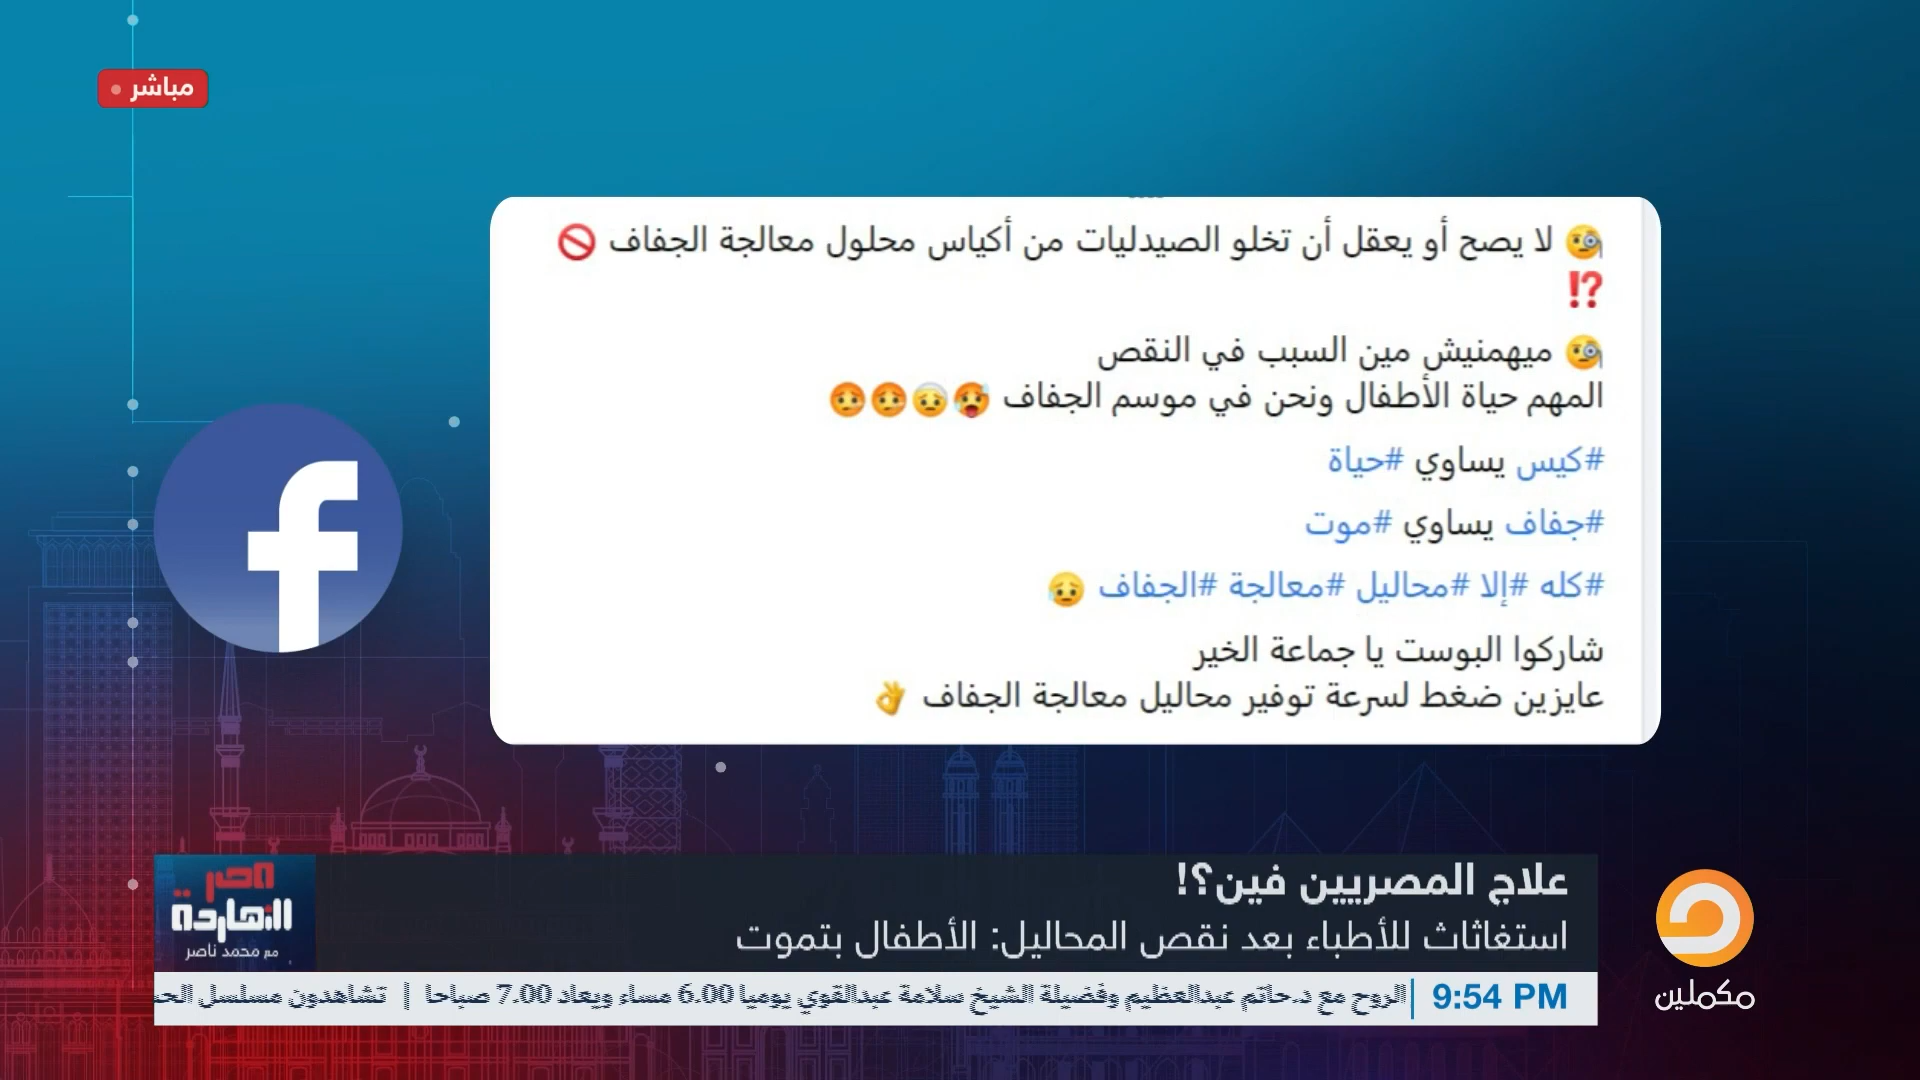 مباشر
🧐 لا يصح أو يعقل أن تخلو الصيدليات من أكياس محلول معالجة الجفاف 🚫
⁉️
🧐 ميهمنيش مين السبب في النقص
المهم حياة الأطفال ونحن في موسم الجفاف 🥵🤕🥵🥵
#كيس يساوي #حياة
#جفاف يساوي #موت
#كله #إلا #محاليل #معالجة #الجفاف 😥
شاركوا البوست يا جماعة الخير
عايزين ضغط لسرعة توفير محاليل معالجة الجفاف 👌
علاج المصريين فين؟!
استغاثات للأطباء بعد نقص المحاليل: الأطفال بتموت
مصر
النهاردة
مع محمد ناصر
9:54 PM
الروح مع د.حاتم عبدالعظيم وفضيلة الشيخ سلامة عبدالقوي يوميا 6.00 مساء ويعاد 7.00 صباحا | تشاهدون مسلسل
مكملين